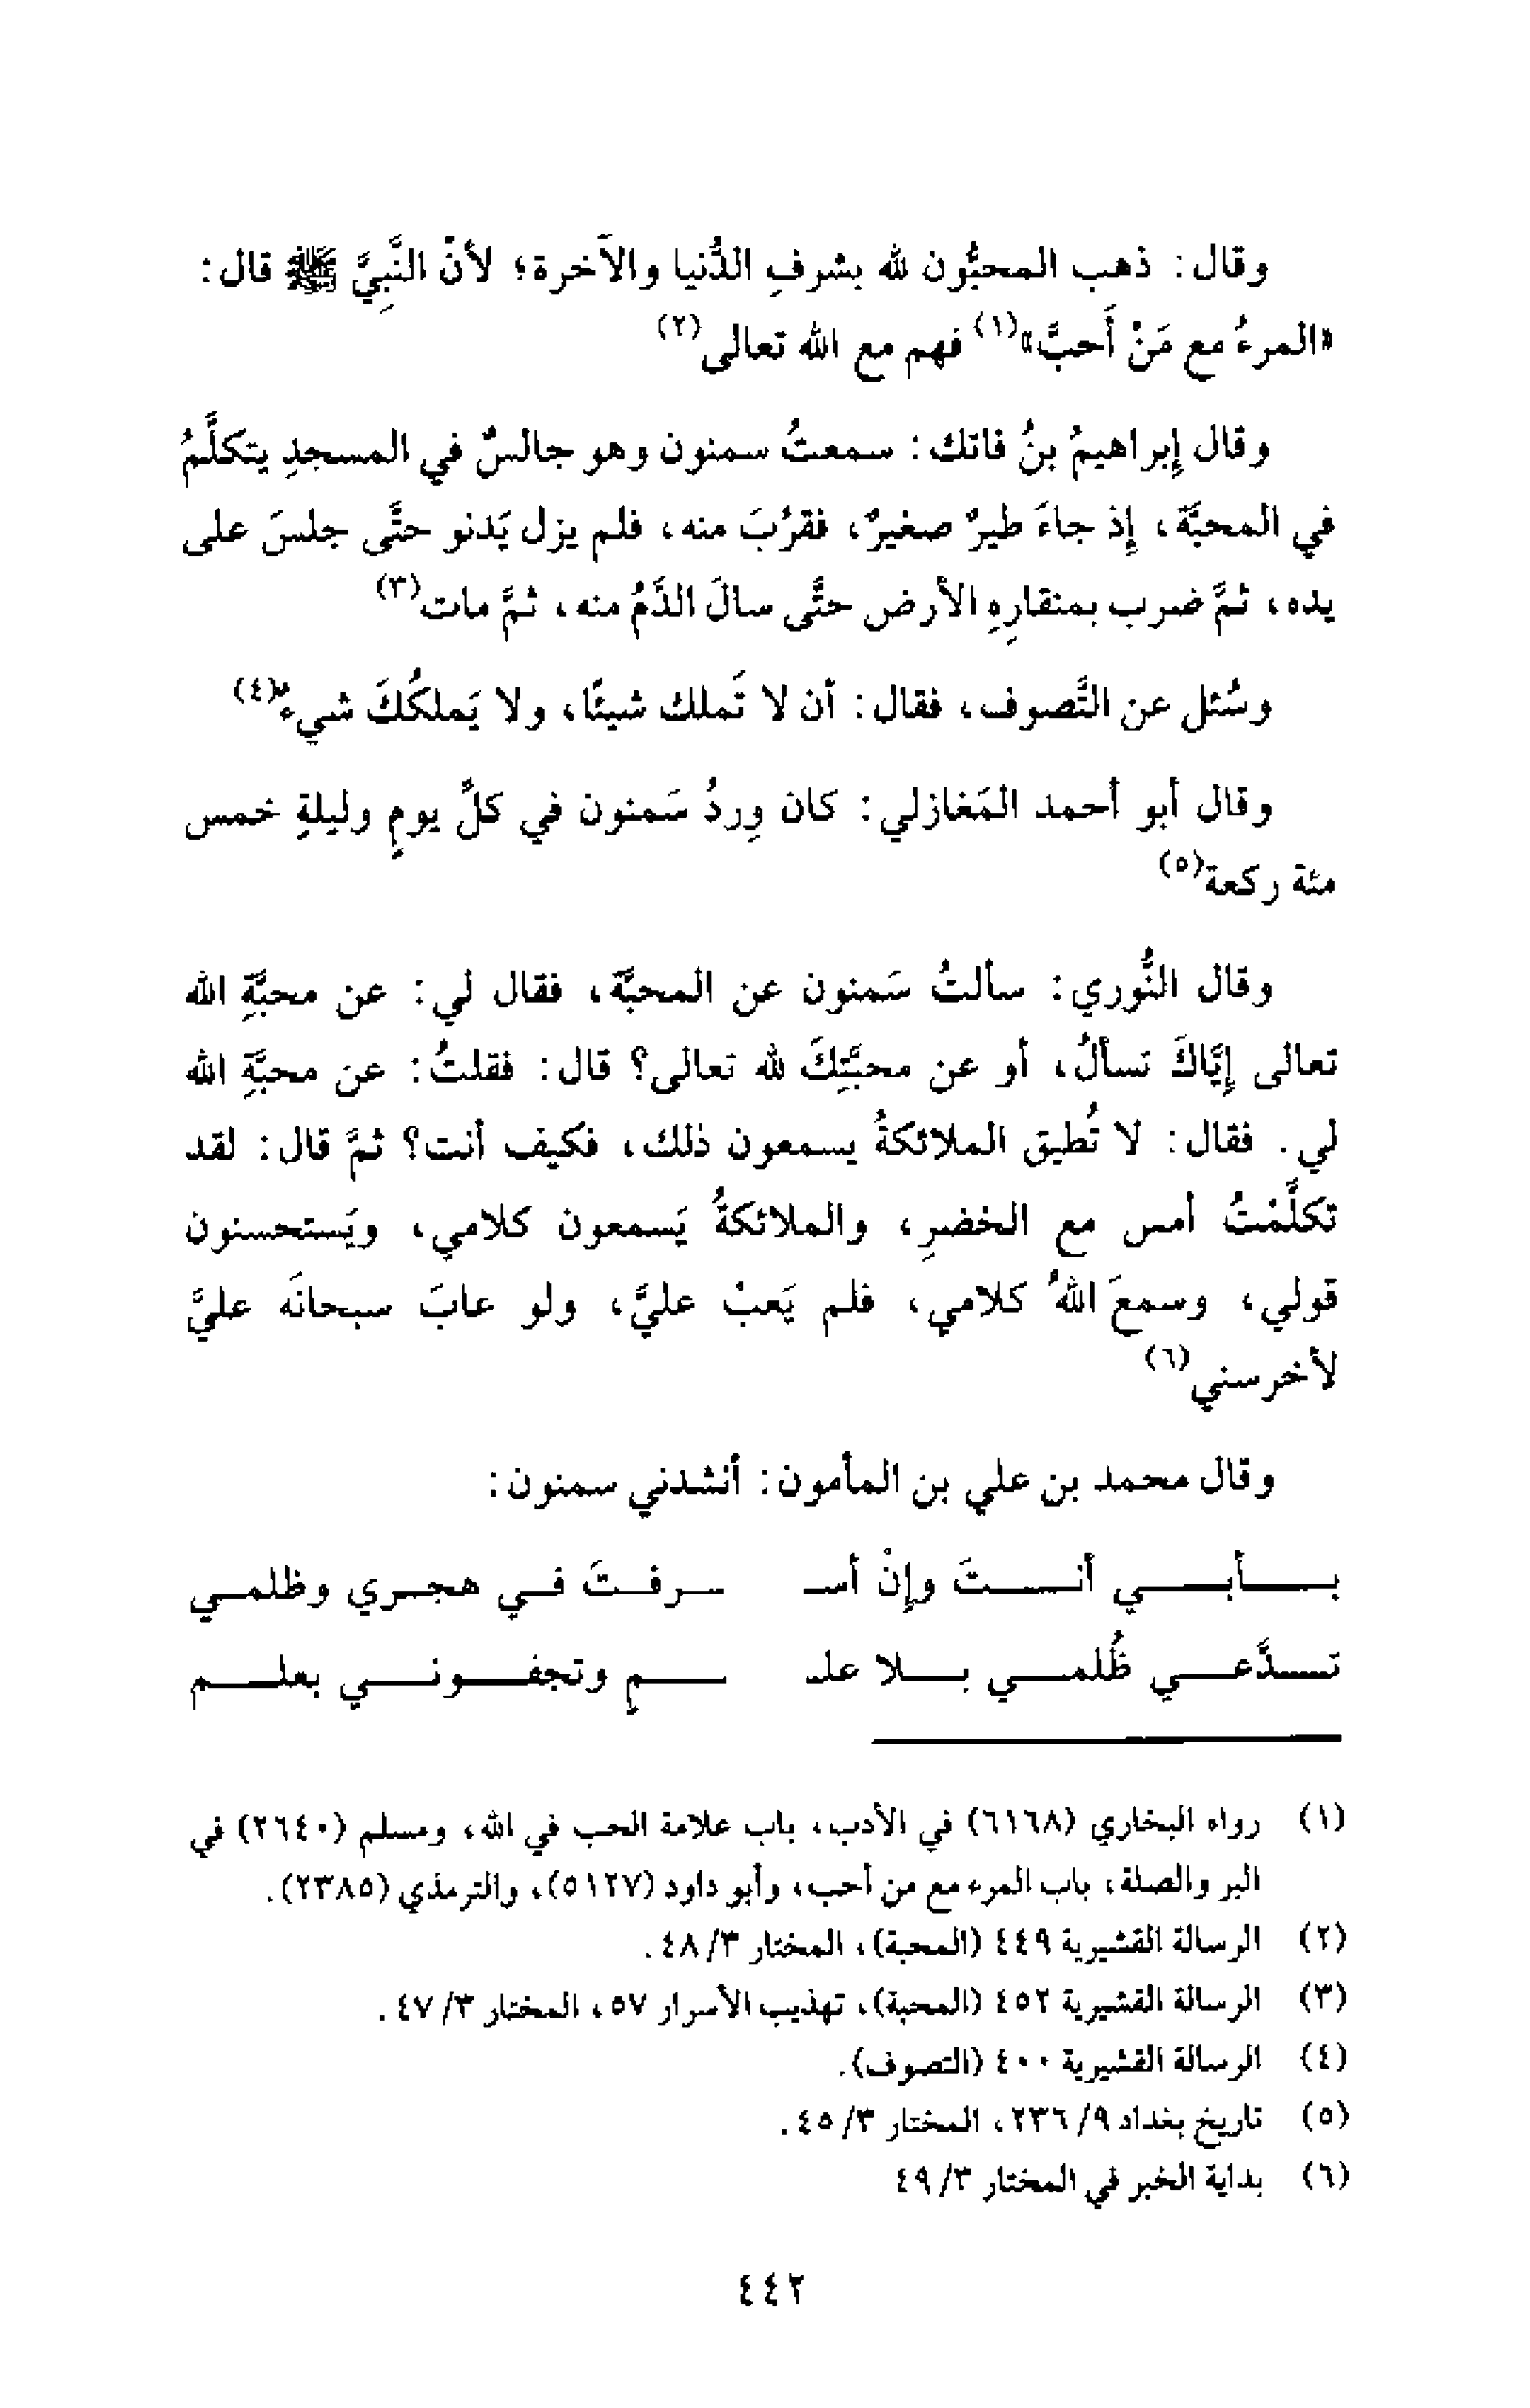 وقال: ذهب المحبُّون لله بشرفِ الدُّنيا والآخرة؛ لأنّ النَّبِيَّ ﷺ قال:
«المرءُ مع مَنْ أَحبَّ»(١) فهم مع الله تعالى(٢)
وقال إبراهيمُ بنُ فاتك: سمعتُ سمنون وهو جالسٌ في المسجدِ يتكلَّمُ
في المحبَّة، إذ جاءَ طيرٌ صغيرٌ، فقرُبَ منه، فلم يزل يَدنو حتَّى جلسَ على
يده، ثمَّ ضرب بمنقارِهِ الأرض حتَّى سالَ الدَّمُ منه، ثمَّ مات(٣)
وسُئل عن التَّصوف، فقال: أن لا تَملك شيئًا، ولا يَملكُكَ شيءٌ(٤)
وقال أبو أحمد المَغازلي: كان وِردُ سَمنون في كلِّ يومٍ وليلةٍ خمس
مئة ركعة(٥)
وقال النُّوري: سألتُ سَمنون عن المحبَّة، فقال لي: عن محبَّةِ الله
تعالى إيَّاكَ تسألُ، أو عن محبَّتِكَ لله تعالى؟ قال: فقلتُ: عن محبَّةِ الله
لي. فقال: لا تُطيق الملائكةُ يسمعون ذلك، فكيف أنت؟ ثمَّ قال: لقد
تكلَّمْتُ أمس مع الخضرِ، والملائكةُ يَسمعون كلامي، ويَستحسنون
قولي، وسمعَ اللهُ كلامي، فلم يَعبْ عليَّ، ولو عابَ سبحانَه عليَّ
لأخرسني(٦)
وقال محمد بن علي بن المأمون: أنشدني سمنون:
بـأبـي أنـتَ وإنْ أسـ ـرفـتَ فـي هجـري وظلمـي
تـدَّعـي ظُلمـي بـلا علـ ـمٍ وتجفـونـي بعلـم
(١) رواه البخاري (٦١٦٨) في الأدب، باب علامة الحب في الله، ومسلم (٢٦٤٠) في
البر والصلة، باب المرء مع من أحب، وأبو داود (٥١٢٧)، والترمذي (٢٣٨٥).
(٢) الرسالة القشيرية ٤٤٩ (المحبة)، المختار ٣/ ٤٨.
(٣) الرسالة القشيرية ٤٥٢ (المحبة)، تهذيب الأسرار ٥٧، المختار ٣/ ٤٧.
(٤) الرسالة القشيرية ٤٠٠ (التصوف).
(٥) تاريخ بغداد ٩/ ٢٣٦، المختار ٣/ ٤٥.
(٦) بداية الخبر في المختار ٣/ ٤٩
٤٤٢